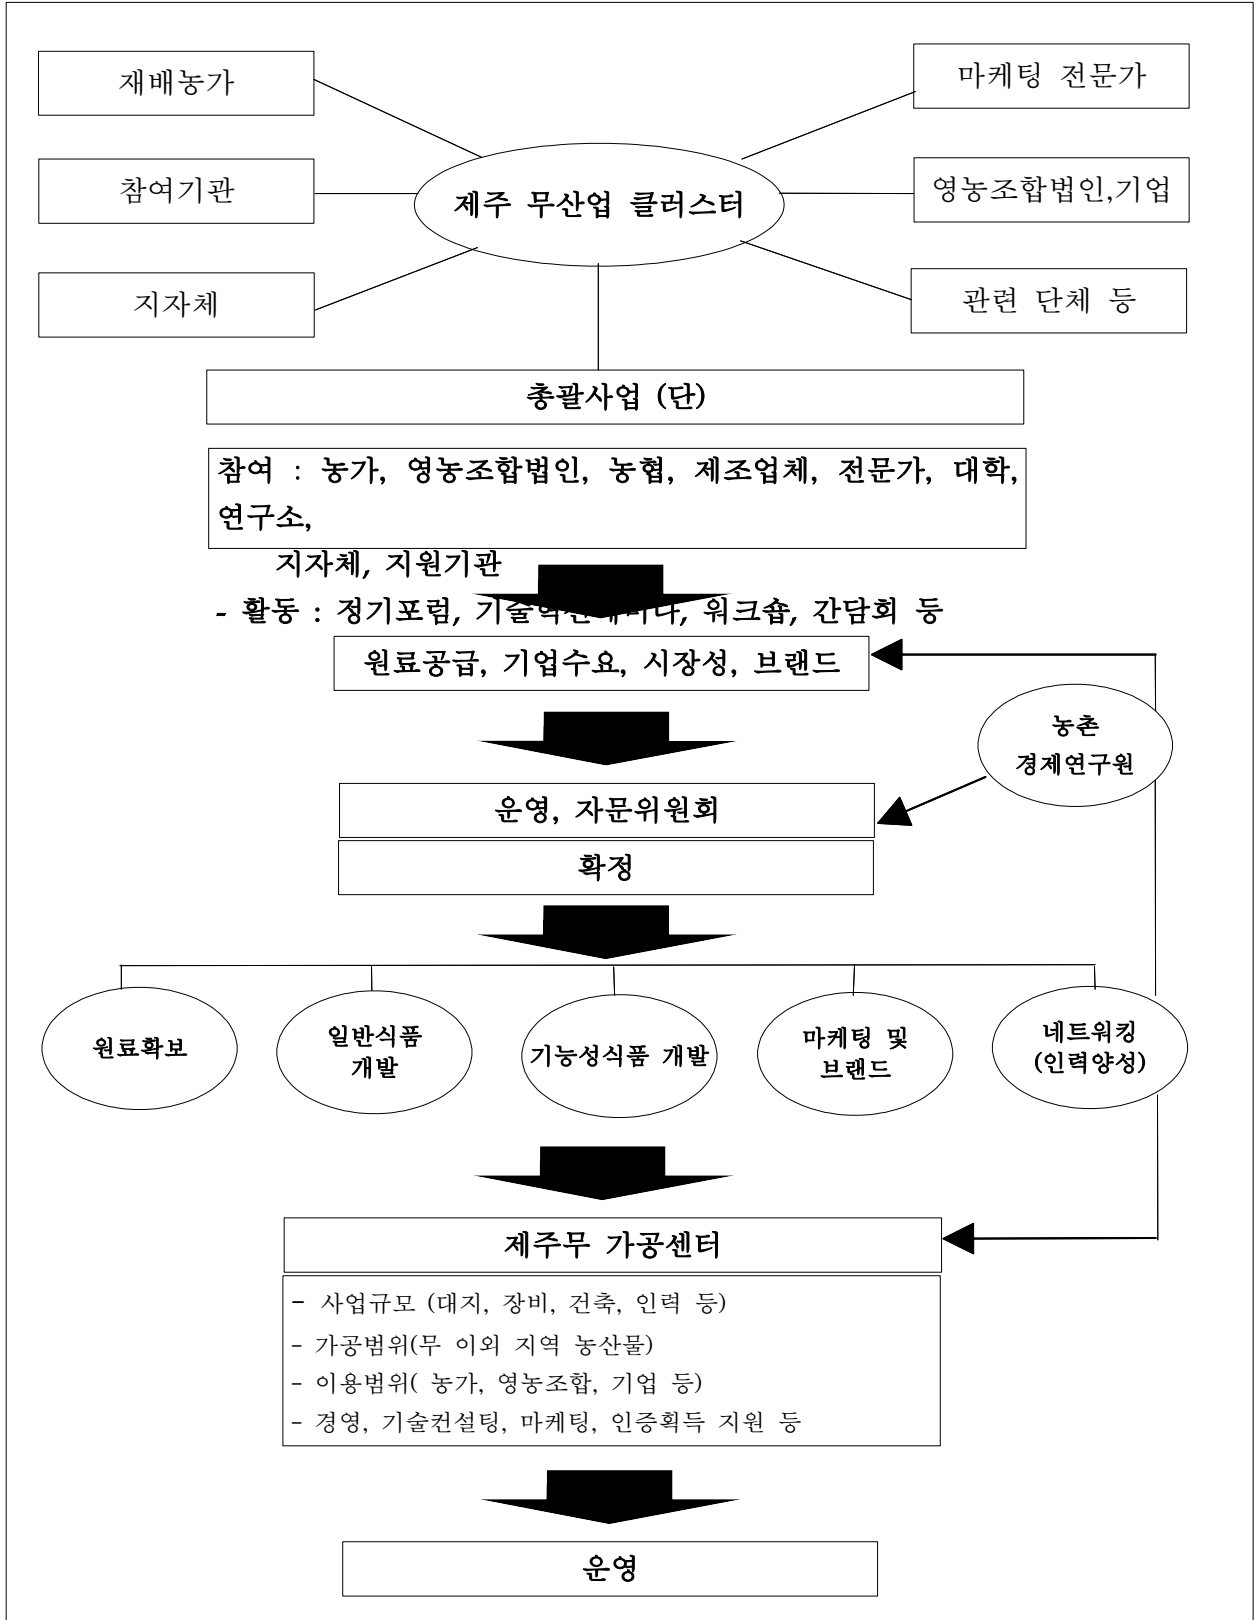 재배농가
마케팅 전문가
참여기관
제주 무산업 클러스터
영농조합법인,기업
지자체
관련 단체 등
총괄사업 (단)
참여 : 농가, 영농조합법인, 농협, 제조업체, 전문가, 대학,
연구소,
지자체, 지원기관
- 활동 : 정기포럼, 워크숍, 간담회 등
원료공급, 기업수요, 시장성, 브랜드
농촌
경제연구원
운영, 자문위원회
확정
원료확보
일반식품
개발
기능성식품 개발
마케팅 및
브랜드
네트워킹
(인력양성)
제주무 가공센터
- 사업규모 (대지, 장비, 건축, 인력 등)
- 가공범위(무 이외 지역 농산물)
- 이용범위( 농가, 영농조합, 기업 등)
- 경영, 기술컨설팅, 마케팅, 인증획득 지원 등
운영